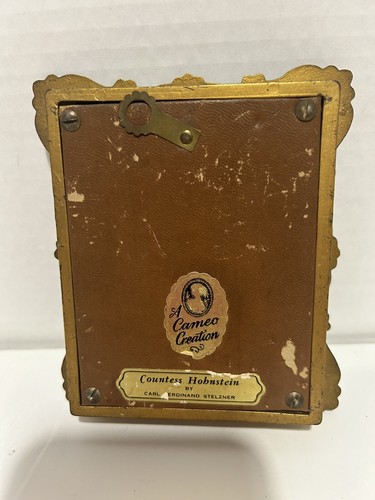 A
Cameo
Creation
Countess Hohnstein
BY
CARL FERDINAND STELZNER